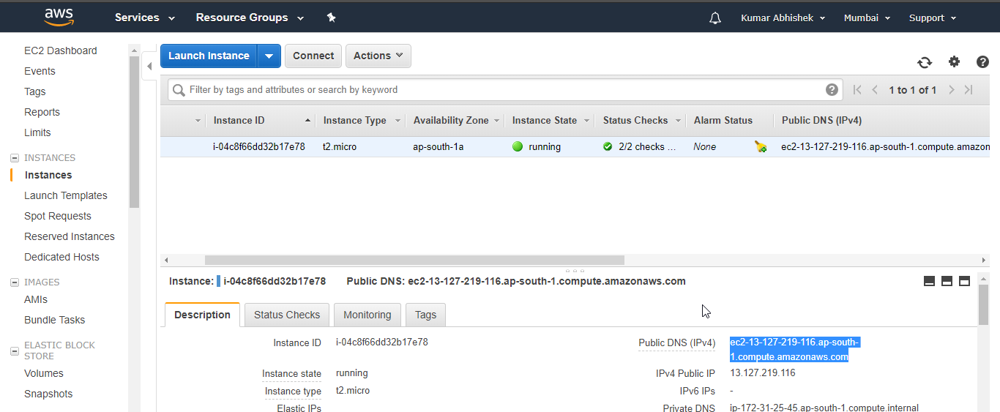 aws Services Resource Groups Kumar Abhishek Mumbai Support
EC2 Dashboard
Events
Tags
Reports
Limits
INSTANCES
Instances
Launch Templates
Spot Requests
Reserved Instances
Dedicated Hosts
IMAGES
AMIs
Bundle Tasks
ELASTIC BLOCK
STORE
Volumes
Snapshots
Launch Instance Connect Actions
Filter by tags and attributes or search by keyword 1 to 1 of 1
Instance ID Instance Type Availability Zone Instance State Status Checks Alarm Status Public DNS (IPv4)
i-04c8f66dd32b17e78 t2.micro ap-south-1a running 2/2 checks ... None ec2-13-127-219-116.ap-south-1.compute.amazon
Instance: i-04c8f66dd32b17e78 Public DNS: ec2-13-127-219-116.ap-south-1.compute.amazonaws.com
Description Status Checks Monitoring Tags
Instance ID i-04c8f66dd32b17e78
Instance state running
Instance type t2.micro
Elastic IPs
Public DNS (IPv4) ec2-13-127-219-116.ap-south-
1.compute.amazonaws.com
IPv4 Public IP 13.127.219.116
IPv6 IPs -
Private DNS ip-172-31-25-45.ap-south-1.compute.internal